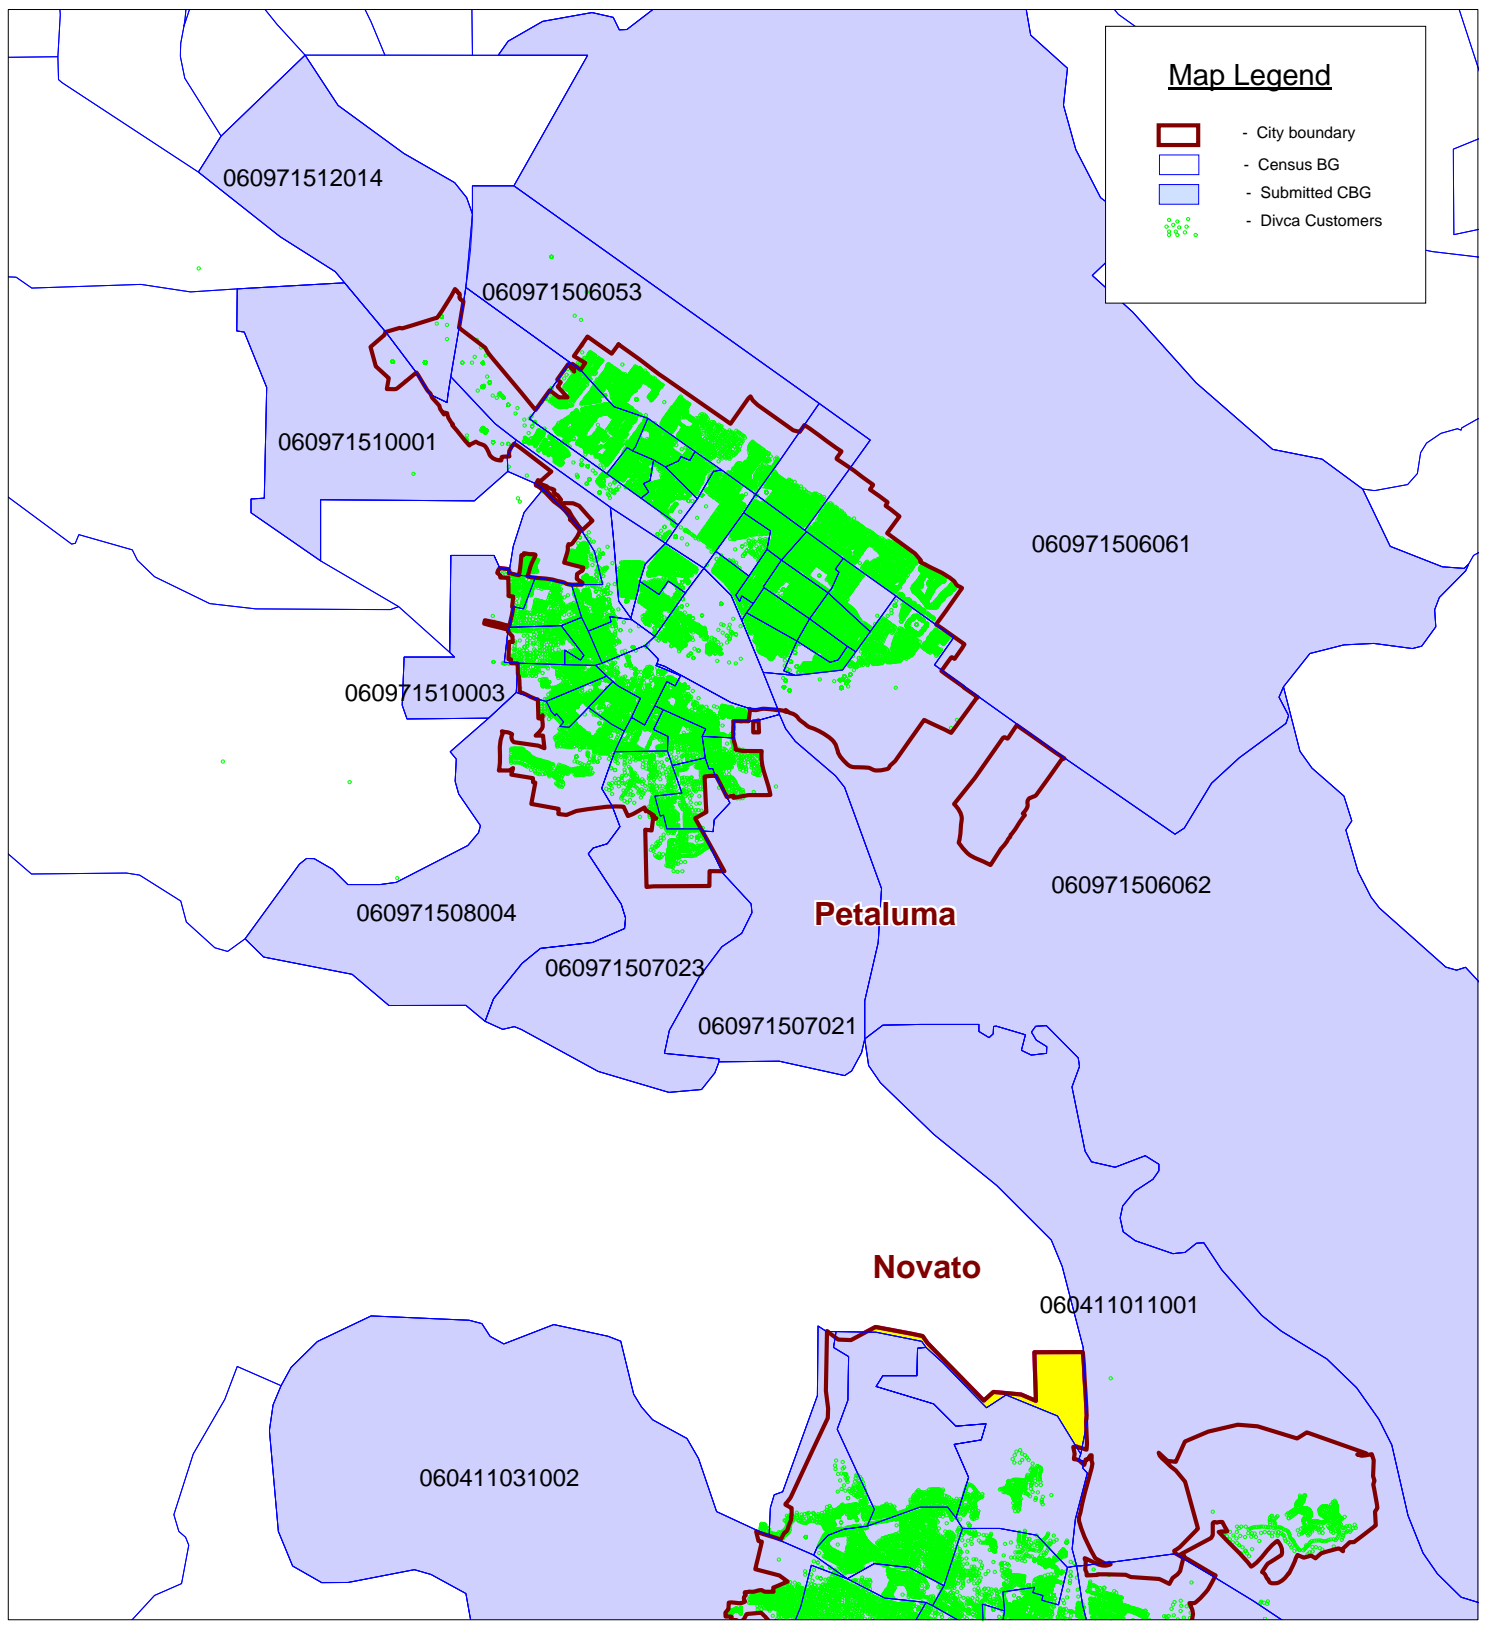 Map Legend
- City boundary
- Census BG
- Submitted CBG
- Divca Customers
060971512014
060971506053
060971510001
060971506061
060971510003
060971506062
060971508004
Petaluma
060971507023
060971507021
Novato
060411011001
060411031002